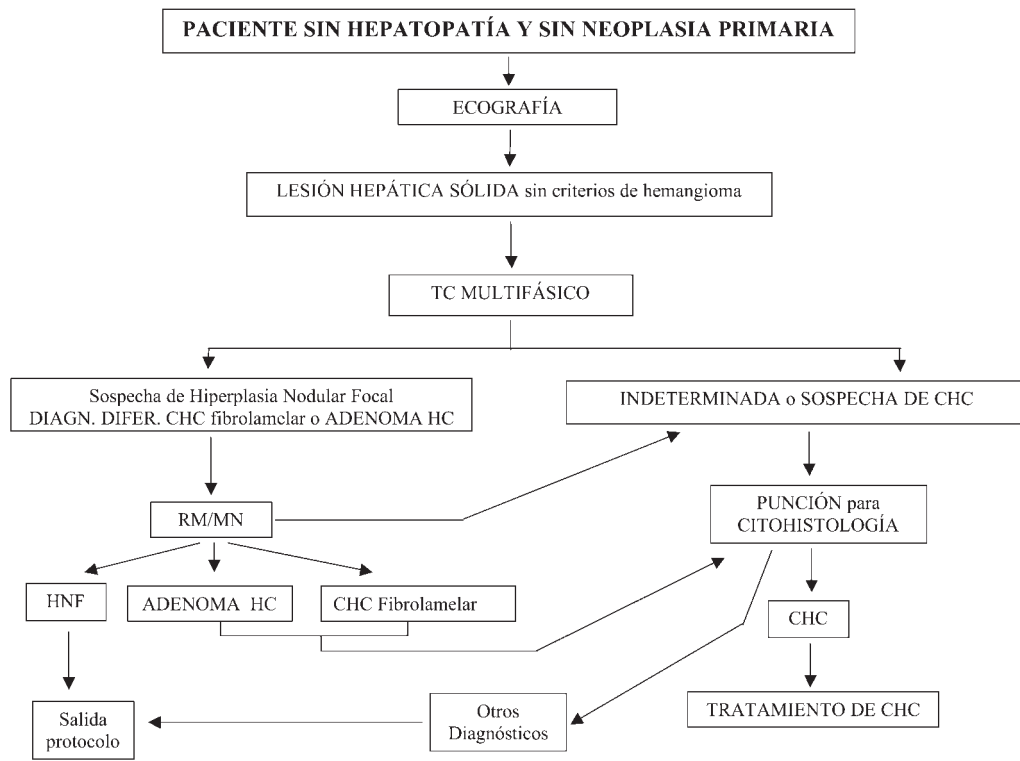 PACIENTE SIN HEPATOPATÍA Y SIN NEOPLASIA PRIMARIA
ECOGRAFÍA
LESIÓN HEPÁTICA SÓLIDA sin criterios de hemangioma
TC MULTIFÁSICO
Sospecha de Hiperplasia Nodular Focal
DIAGN. DIFER. CHC fibrolamelar o ADENOMA HC
INDETERMINADA o SOSPECHA DE CHC
RM/MN
PUNCIÓN para
CITOHISTOLOGÍA
HNF
ADENOMA HC
CHC Fibrolamelar
CHC
Salida
protocolo
Otros
Diagnósticos
TRATAMIENTO DE CHC